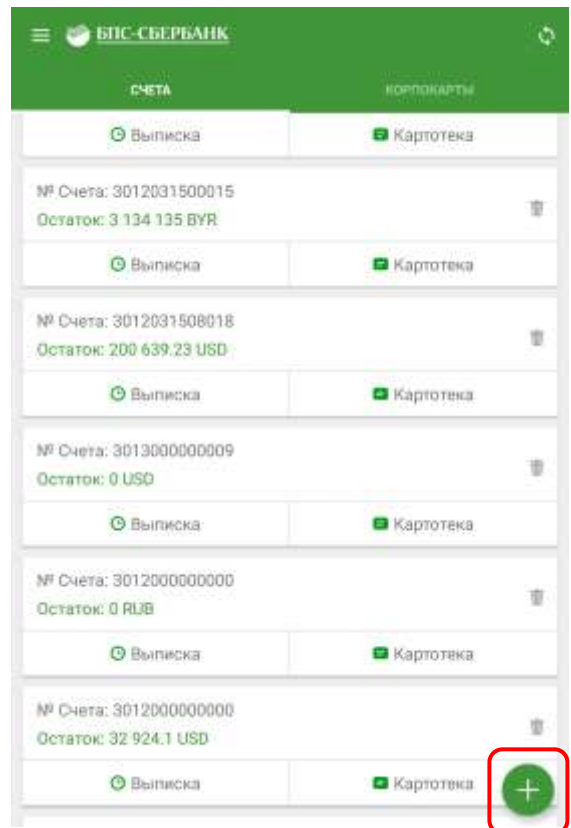 БПС-СБЕРБАНК
СЧЕТА КОРПОКАРТЫ
Выписка Картотека
№ Счета: 3012031500015
Остаток: 3 134 135 BYR
Выписка Картотека
№ Счета: 3012031508018
Остаток: 200 639.23 USD
Выписка Картотека
№ Счета: 3013000000009
Остаток: 0 USD
Выписка Картотека
№ Счета: 3012000000000
Остаток: 0 RUB
Выписка Картотека
№ Счета: 3012000000000
Остаток: 32 924.1 USD
Выписка Картотека